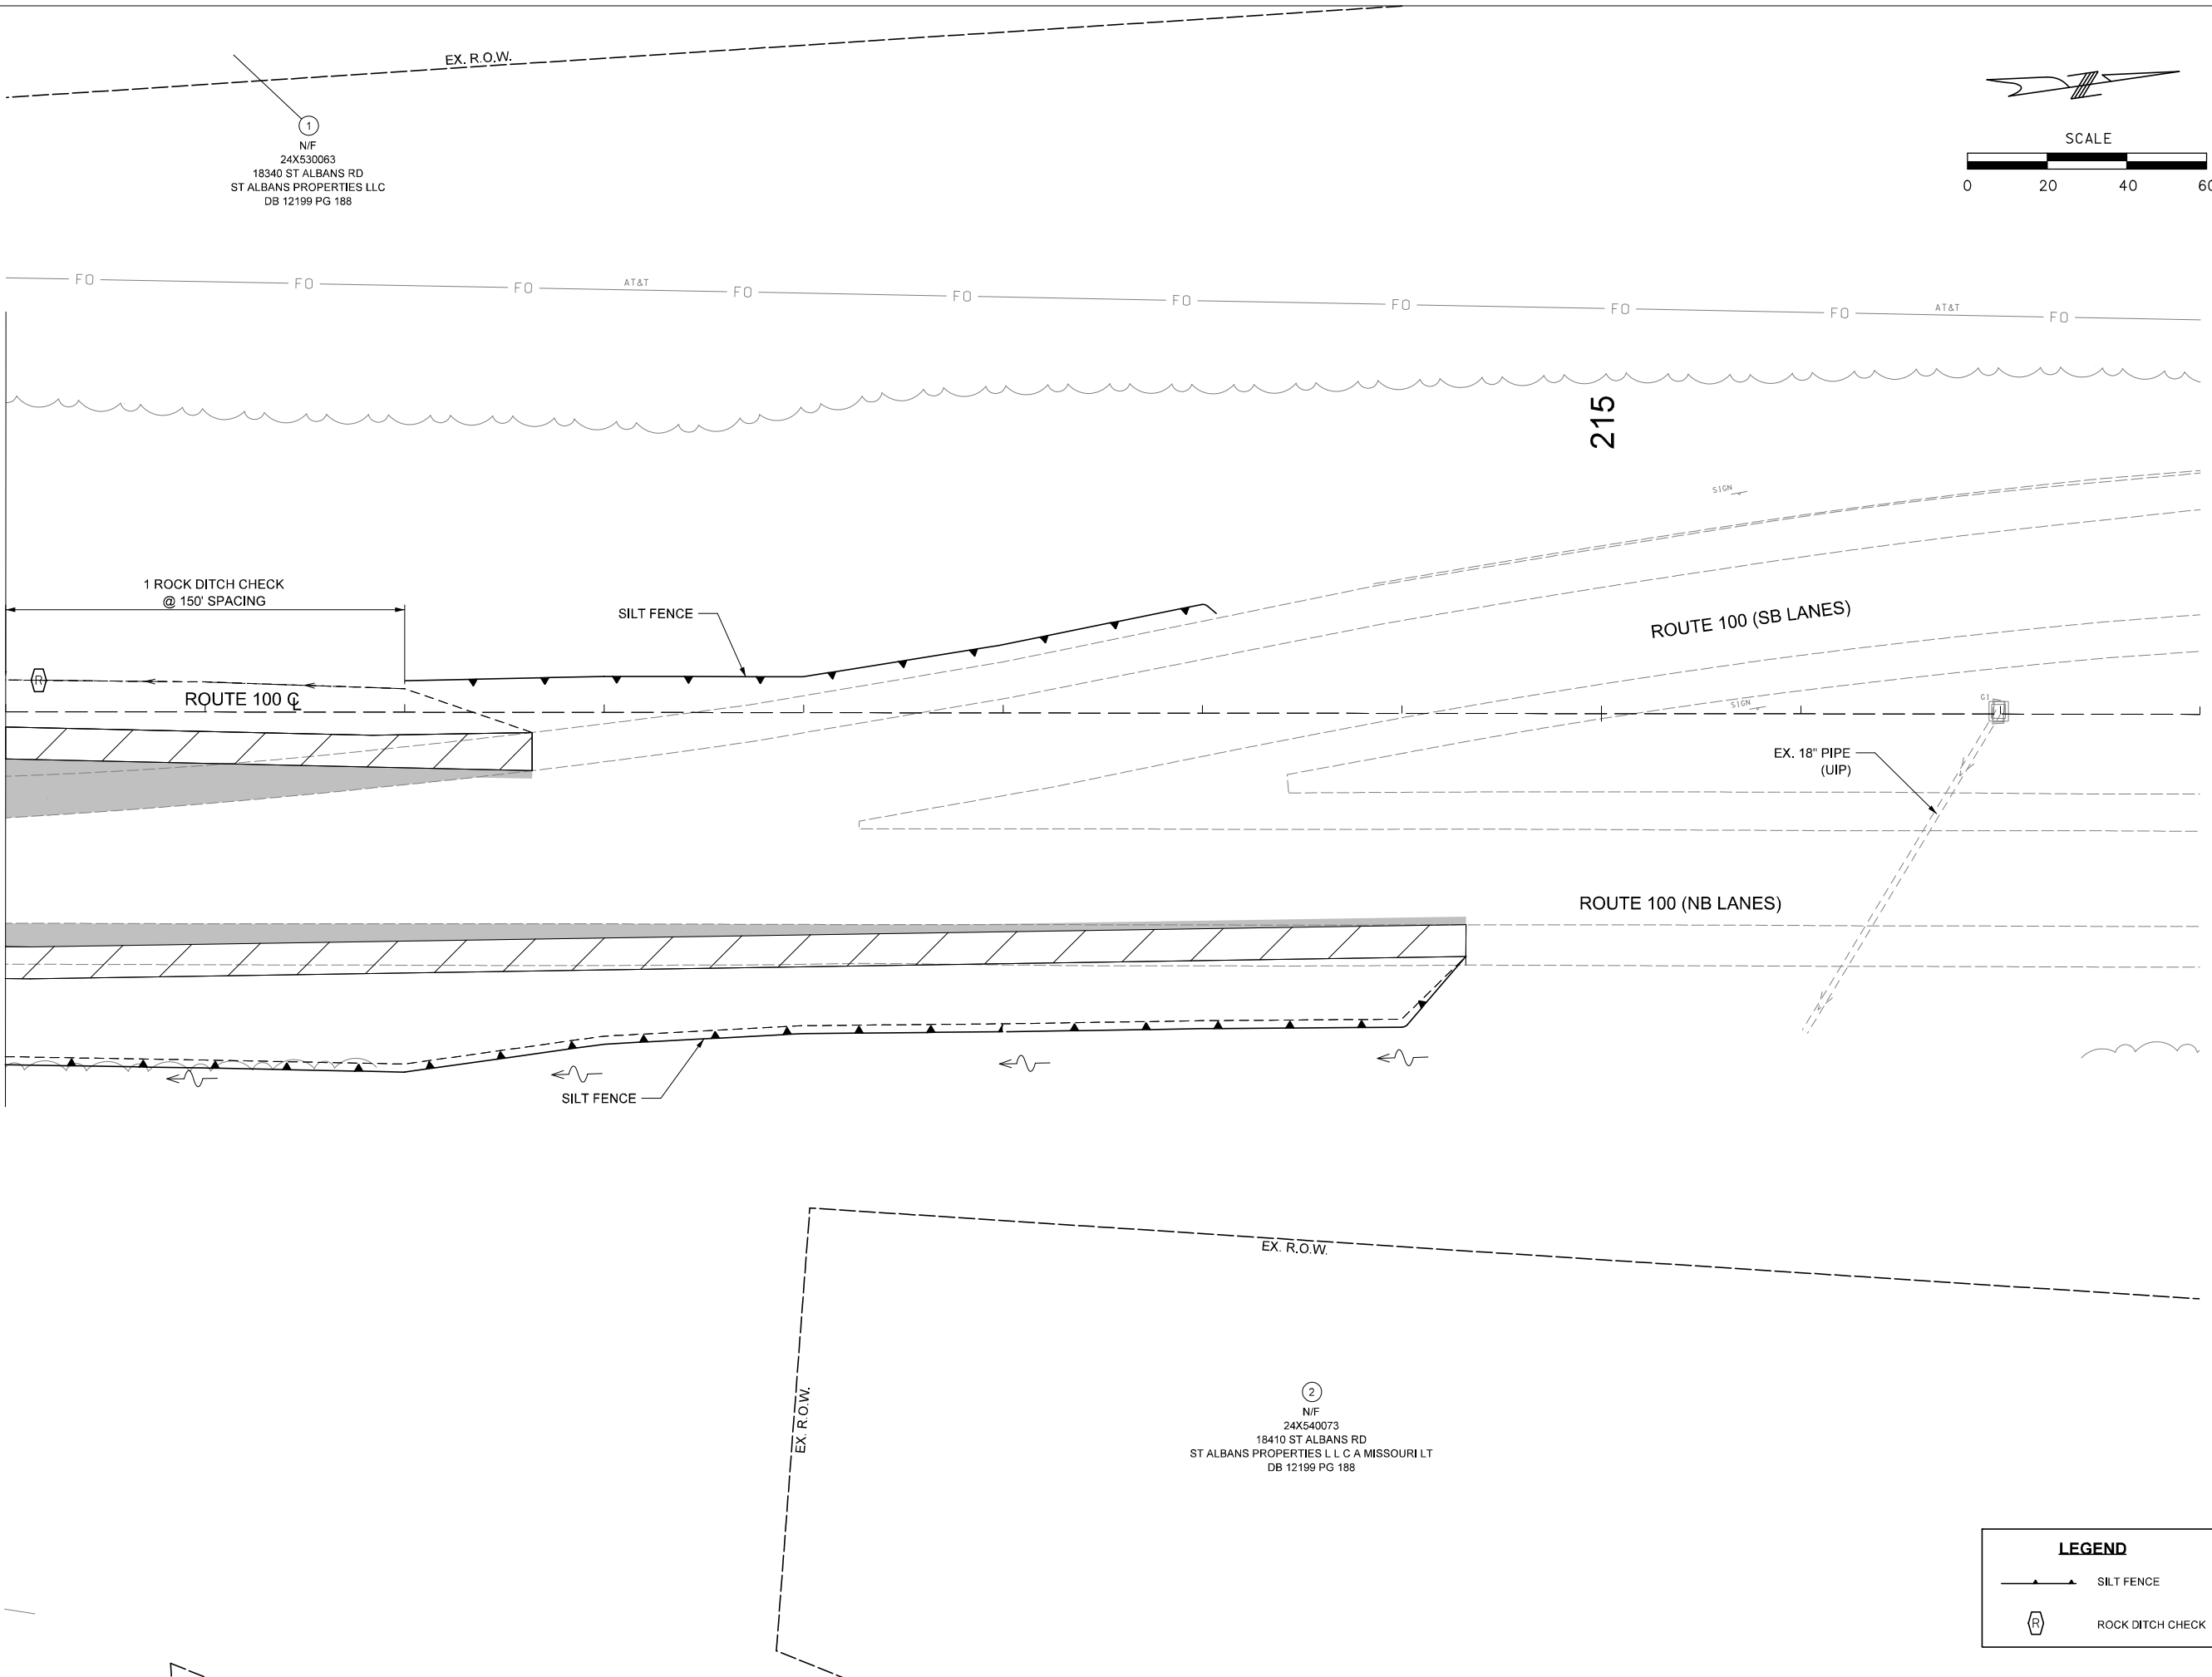 EX. R.O.W.
1
N/F
24X530063
18340 ST ALBANS RD
ST ALBANS PROPERTIES LLC
DB 12199 PG 188
SCALE
0 20 40 60
FO FO FO AT&T FO FO FO FO FO FO AT&T FO
215
SIGN
1 ROCK DITCH CHECK
@ 150' SPACING
SILT FENCE
ROUTE 100 (SB LANES)
R
ROUTE 100 ℄
SIGN
GI
EX. 18" PIPE
(UIP)
ROUTE 100 (NB LANES)
SILT FENCE
EX. R.O.W.
EX. R.O.W.
2
N/F
24X540073
18410 ST ALBANS RD
ST ALBANS PROPERTIES L L C A MISSOURI LT
DB 12199 PG 188
LEGEND
SILT FENCE
R ROCK DITCH CHECK